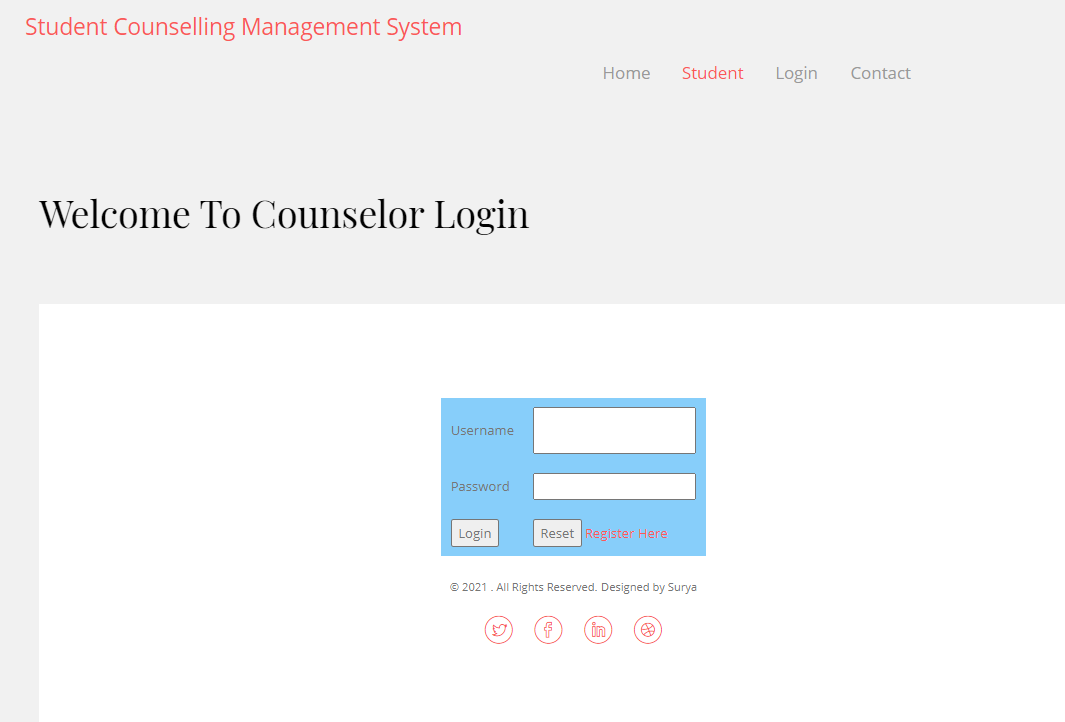 Student Counselling Management System
Home Student Login Contact
Welcome To Counselor Login
Username
Password
Login Reset Register Here
© 2021 . All Rights Reserved. Designed by Surya